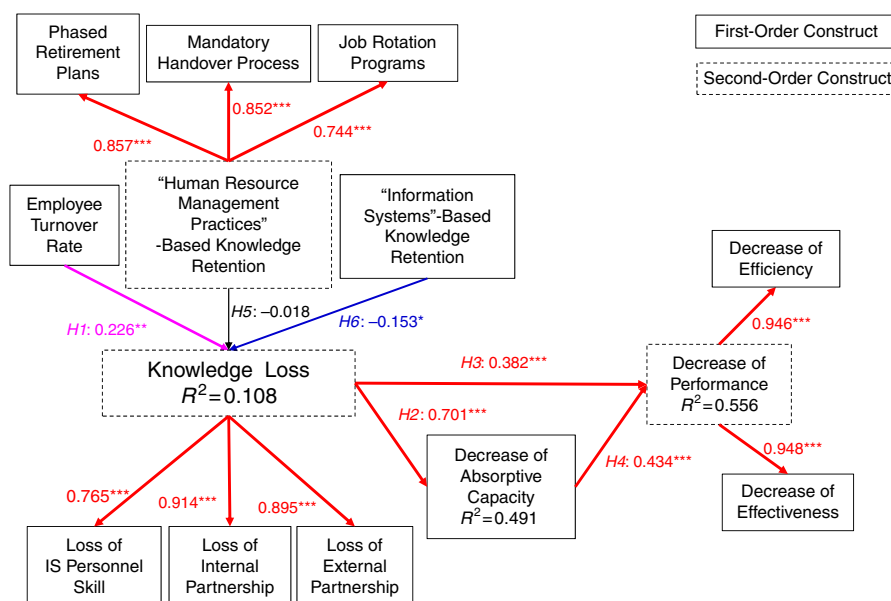 Phased
Retirement
Plans
Mandatory
Handover Process
Job Rotation
Programs
First-Order Construct
Second-Order Construct
0.857***
0.852***
0.744***
Employee
Turnover
Rate
“Human Resource
Management
Practices”
-Based Knowledge
Retention
“Information
Systems”-Based
Knowledge
Retention
Decrease of
Efficiency
H1: 0.226**
H5: –0.018
H6: –0.153*
0.946***
Knowledge Loss
R²=0.108
H3: 0.382***
H2: 0.701***
Decrease of
Performance
R²=0.556
Decrease of
Absorptive
Capacity
R²=0.491
H4: 0.434***
0.948***
Decrease of
Effectiveness
0.765***
0.914***
0.895***
Loss of
IS Personnel
Skill
Loss of
Internal
Partnership
Loss of
External
Partnership